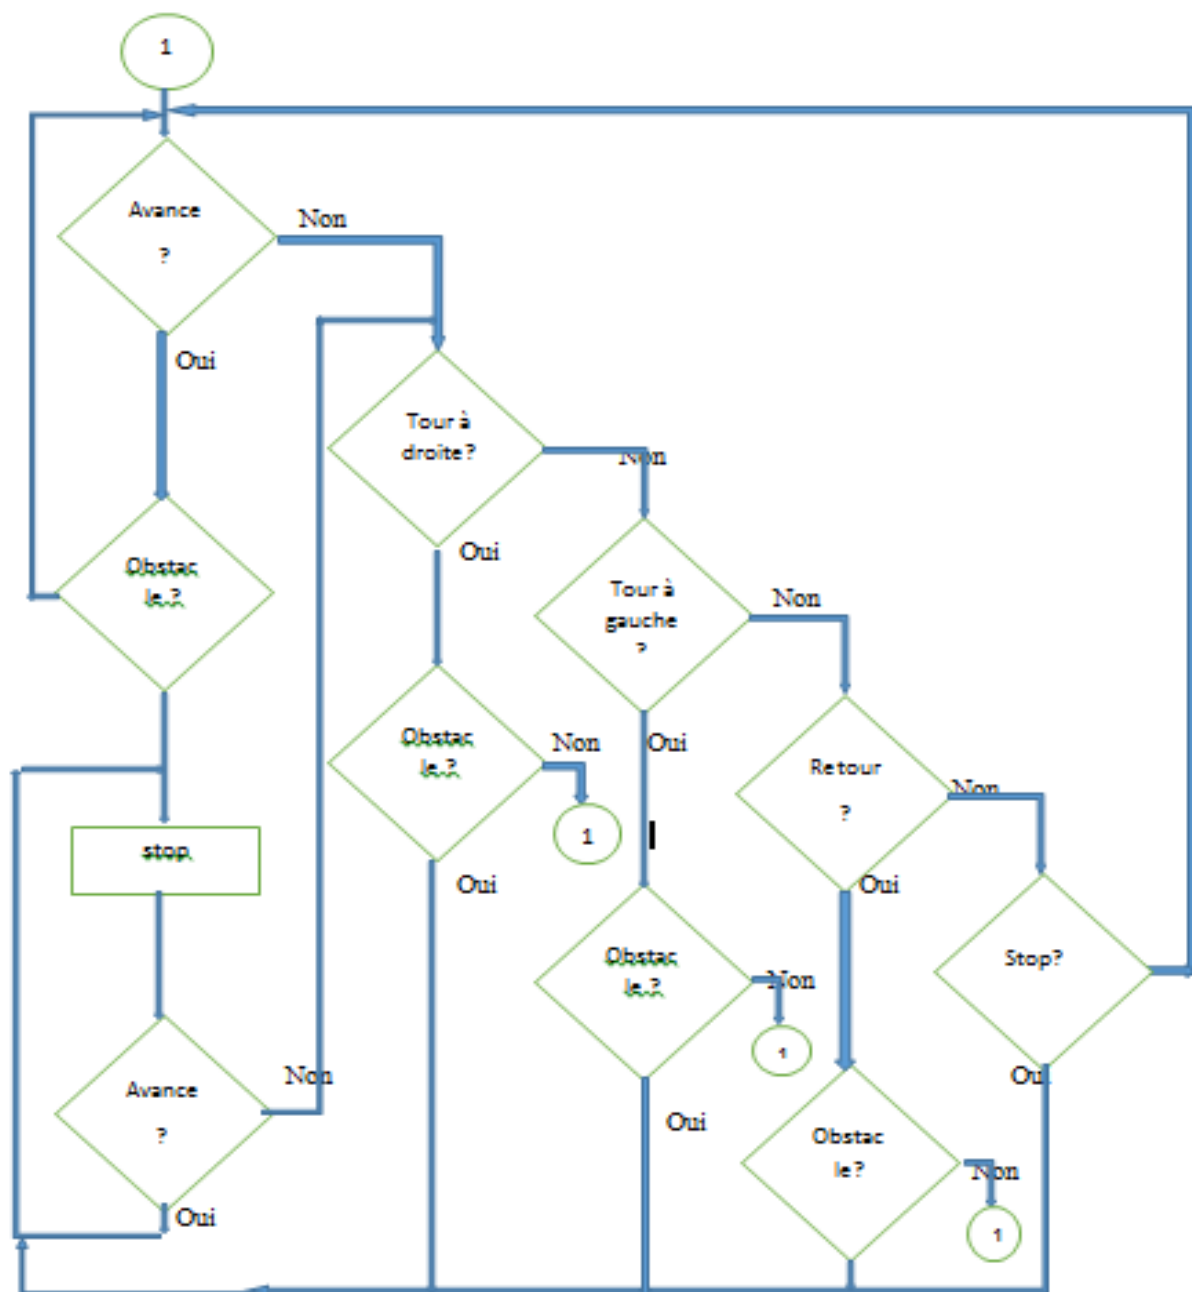 1
Avance
?
Non
Oui
Tour à
droite?
Non
Oui
Obstac
le.?
Tour à
gauche
?
Non
Oui
Obstac
le.?
Non
1
Oui
Retour
?
Non
Oui
stop
Obstac
le.?
Non
1
Oui
Stop?
Oui
Avance
?
Non
Oui
Obstac
le?
Non
1